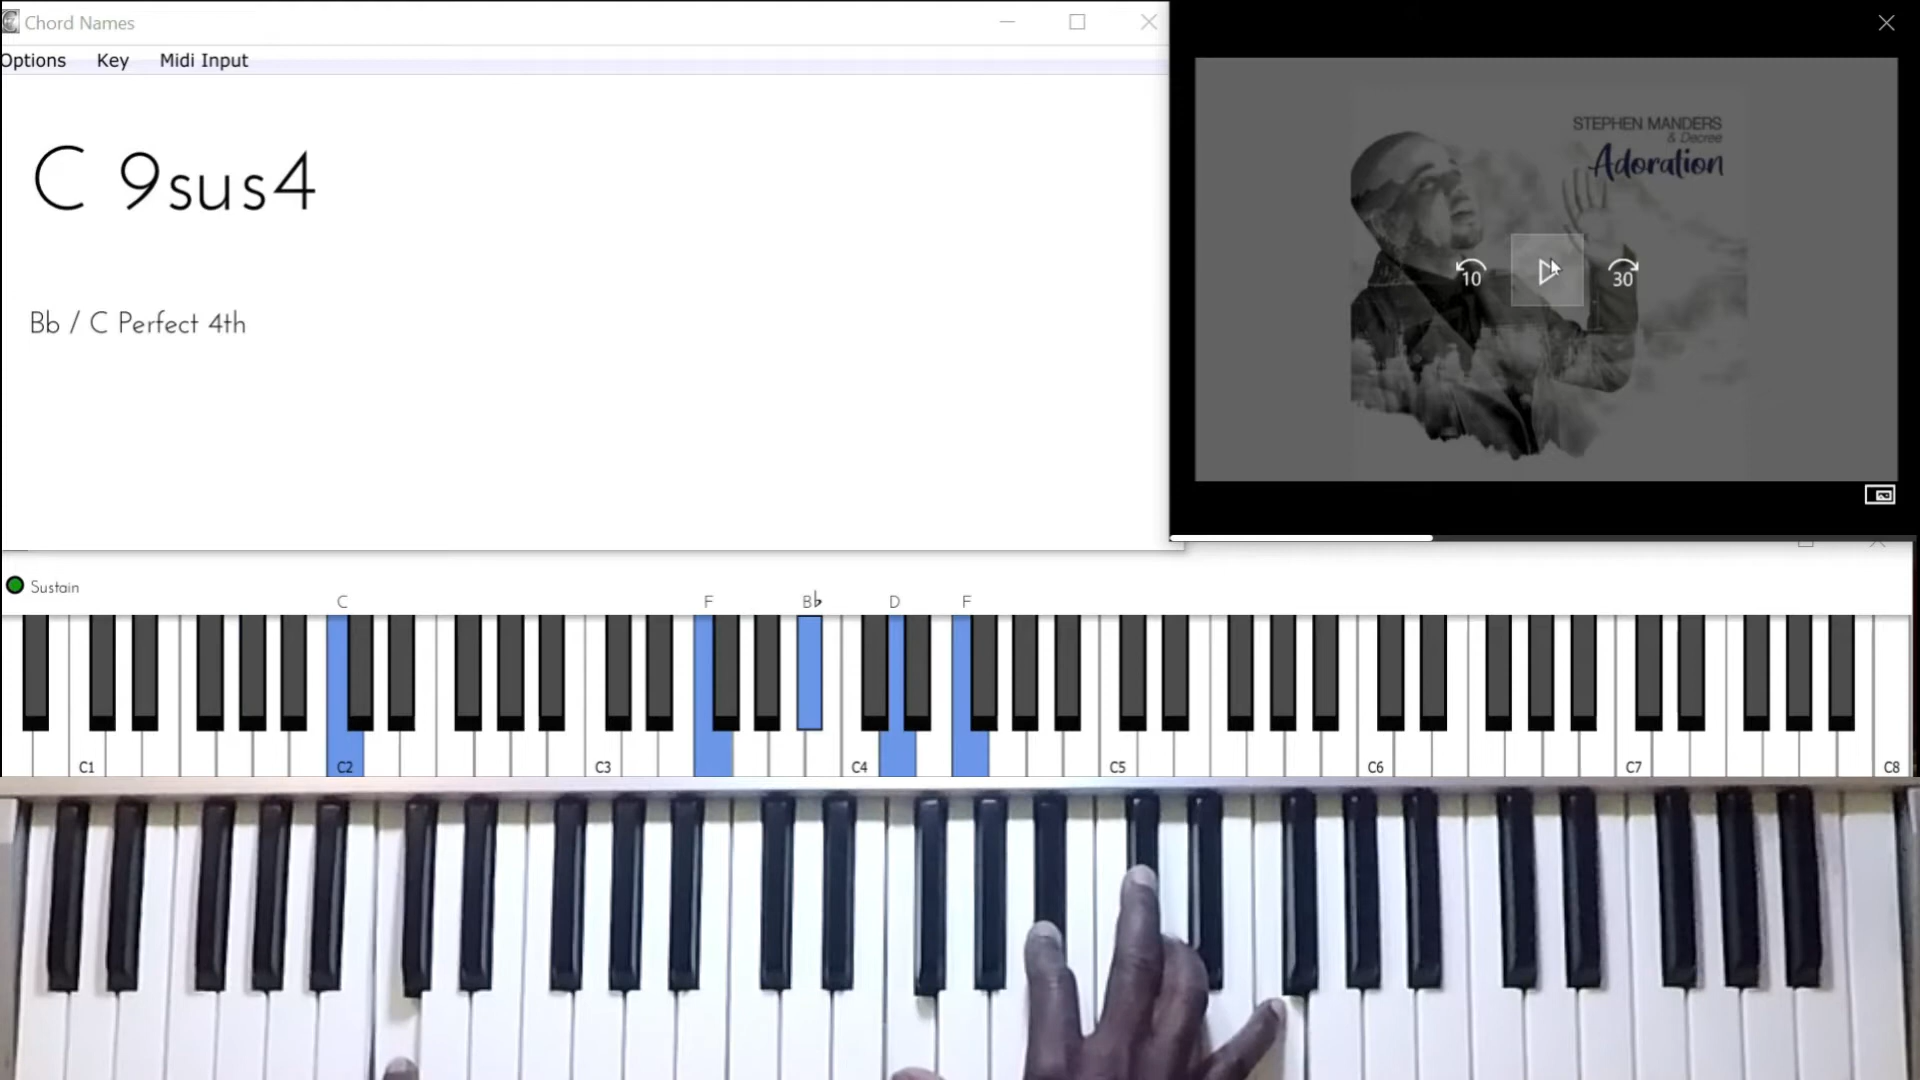 Chord Names
Options Key Midi Input
C 9sus4
Bb / C Perfect 4th
STEPHEN MANDERS
& Decree
Adoration
10 30
Sustain
C F B♭ D F
C1 C2 C3 C4 C5 C6 C7 C8